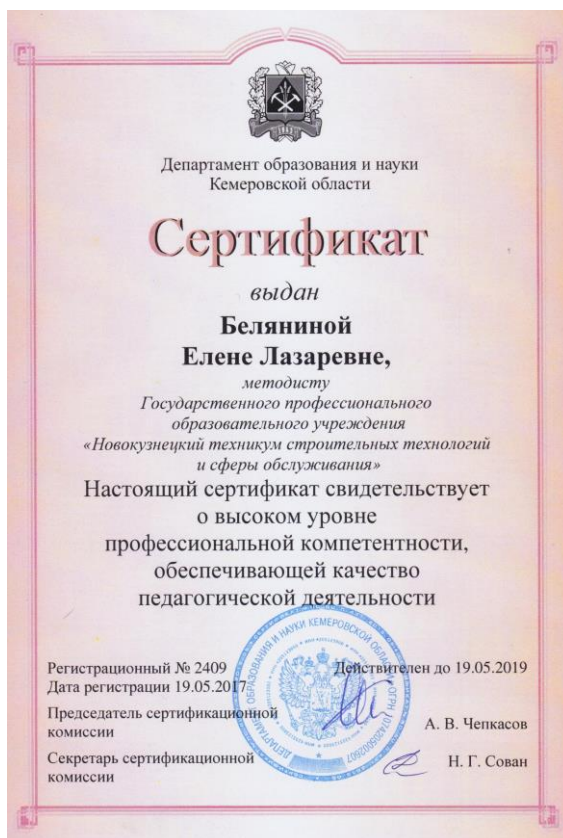 Департамент образования и науки
Кемеровской области
Сертификат
выдан
Беляниной
Елене Лазаревне,
методисту
Государственного профессионального
образовательного учреждения
«Новокузнецкий техникум строительных технологий
и сферы обслуживания»
Настоящий сертификат свидетельствует
о высоком уровне
профессиональной компетентности,
обеспечивающей качество
педагогической деятельности
Регистрационный № 2409 Действителен до 19.05.2019
Дата регистрации 19.05.2017
Председатель сертификационной
комиссии А. В. Чепкасов
Секретарь сертификационной
комиссии Н. Г. Сован